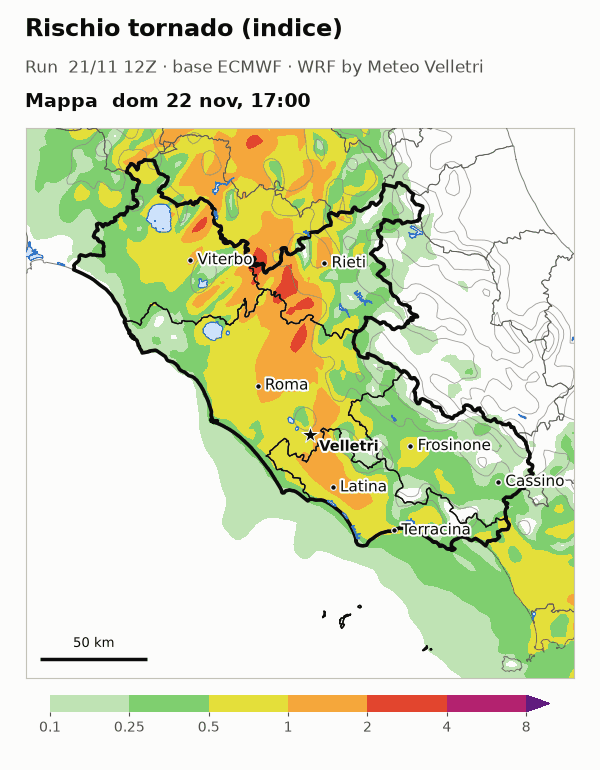 Rischio tornado (indice)
Run  21/11 12Z · base ECMWF · WRF by Meteo Velletri
Mappa  dom 22 nov, 17:00
Viterbo
Rieti
Roma
Velletri
Frosinone
Latina
Cassino
Terracina
50 km
0.1 0.25 0.5 1 2 4 8